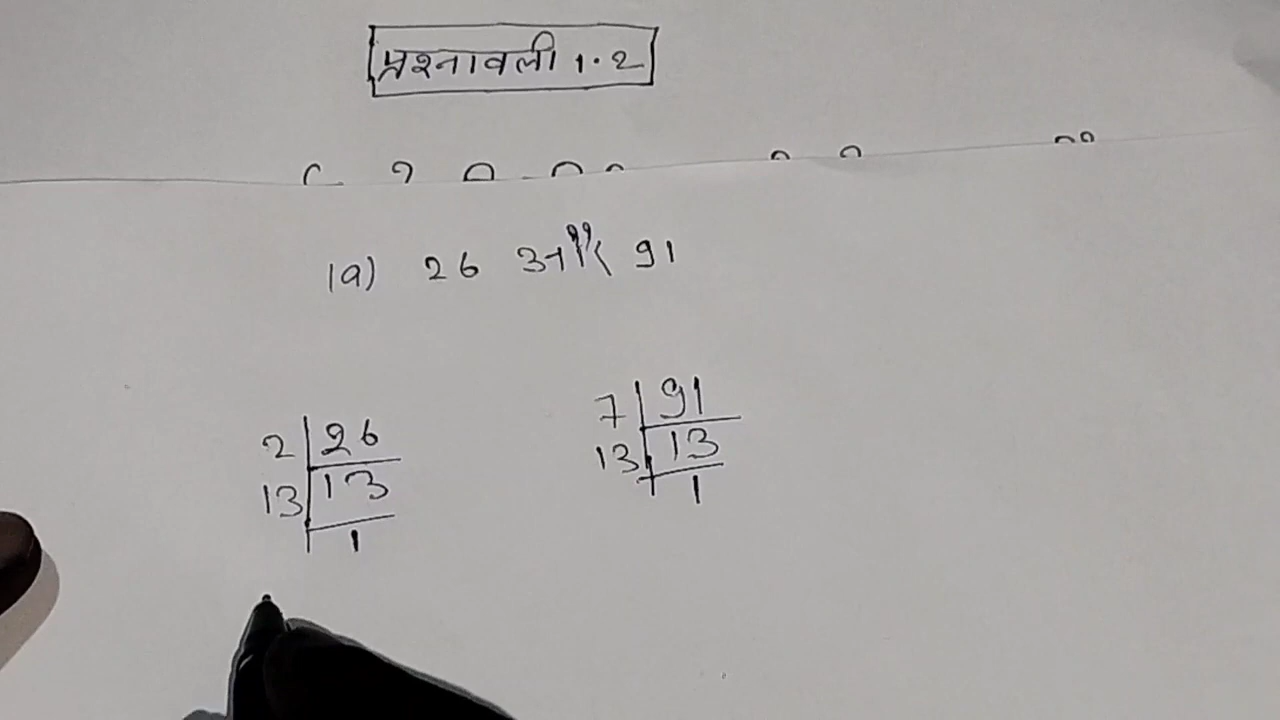 प्रश्नावली 1.2
(a) 26 और 91
2 | 26
13 | 13
1
7 | 91
13 | 13
1